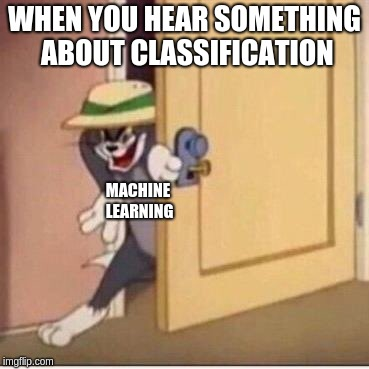 WHEN YOU HEAR SOMETHING
ABOUT CLASSIFICATION
MACHINE
LEARNING
imgflip.com